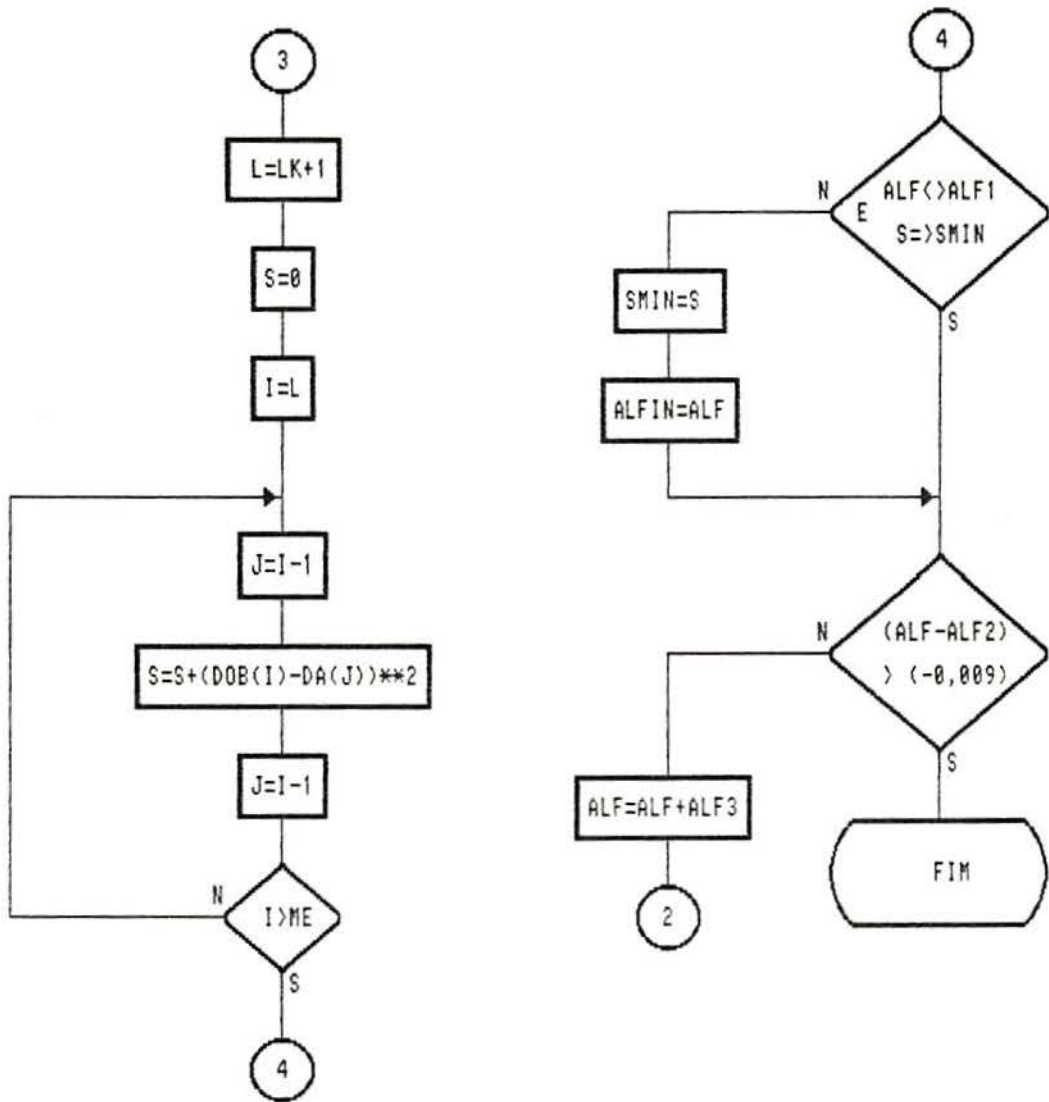 3
L=LK+1
S=0
I=L
J=I-1
S=S+(DOB(I)-DA(J))**2
J=I-1
N
I>ME
S
4
4
N
ALF<>ALF1
E
S=>SMIN
S
SMIN=S
ALFIN=ALF
N
(ALF-ALF2)
> (-0,009)
S
ALF=ALF+ALF3
FIM
2